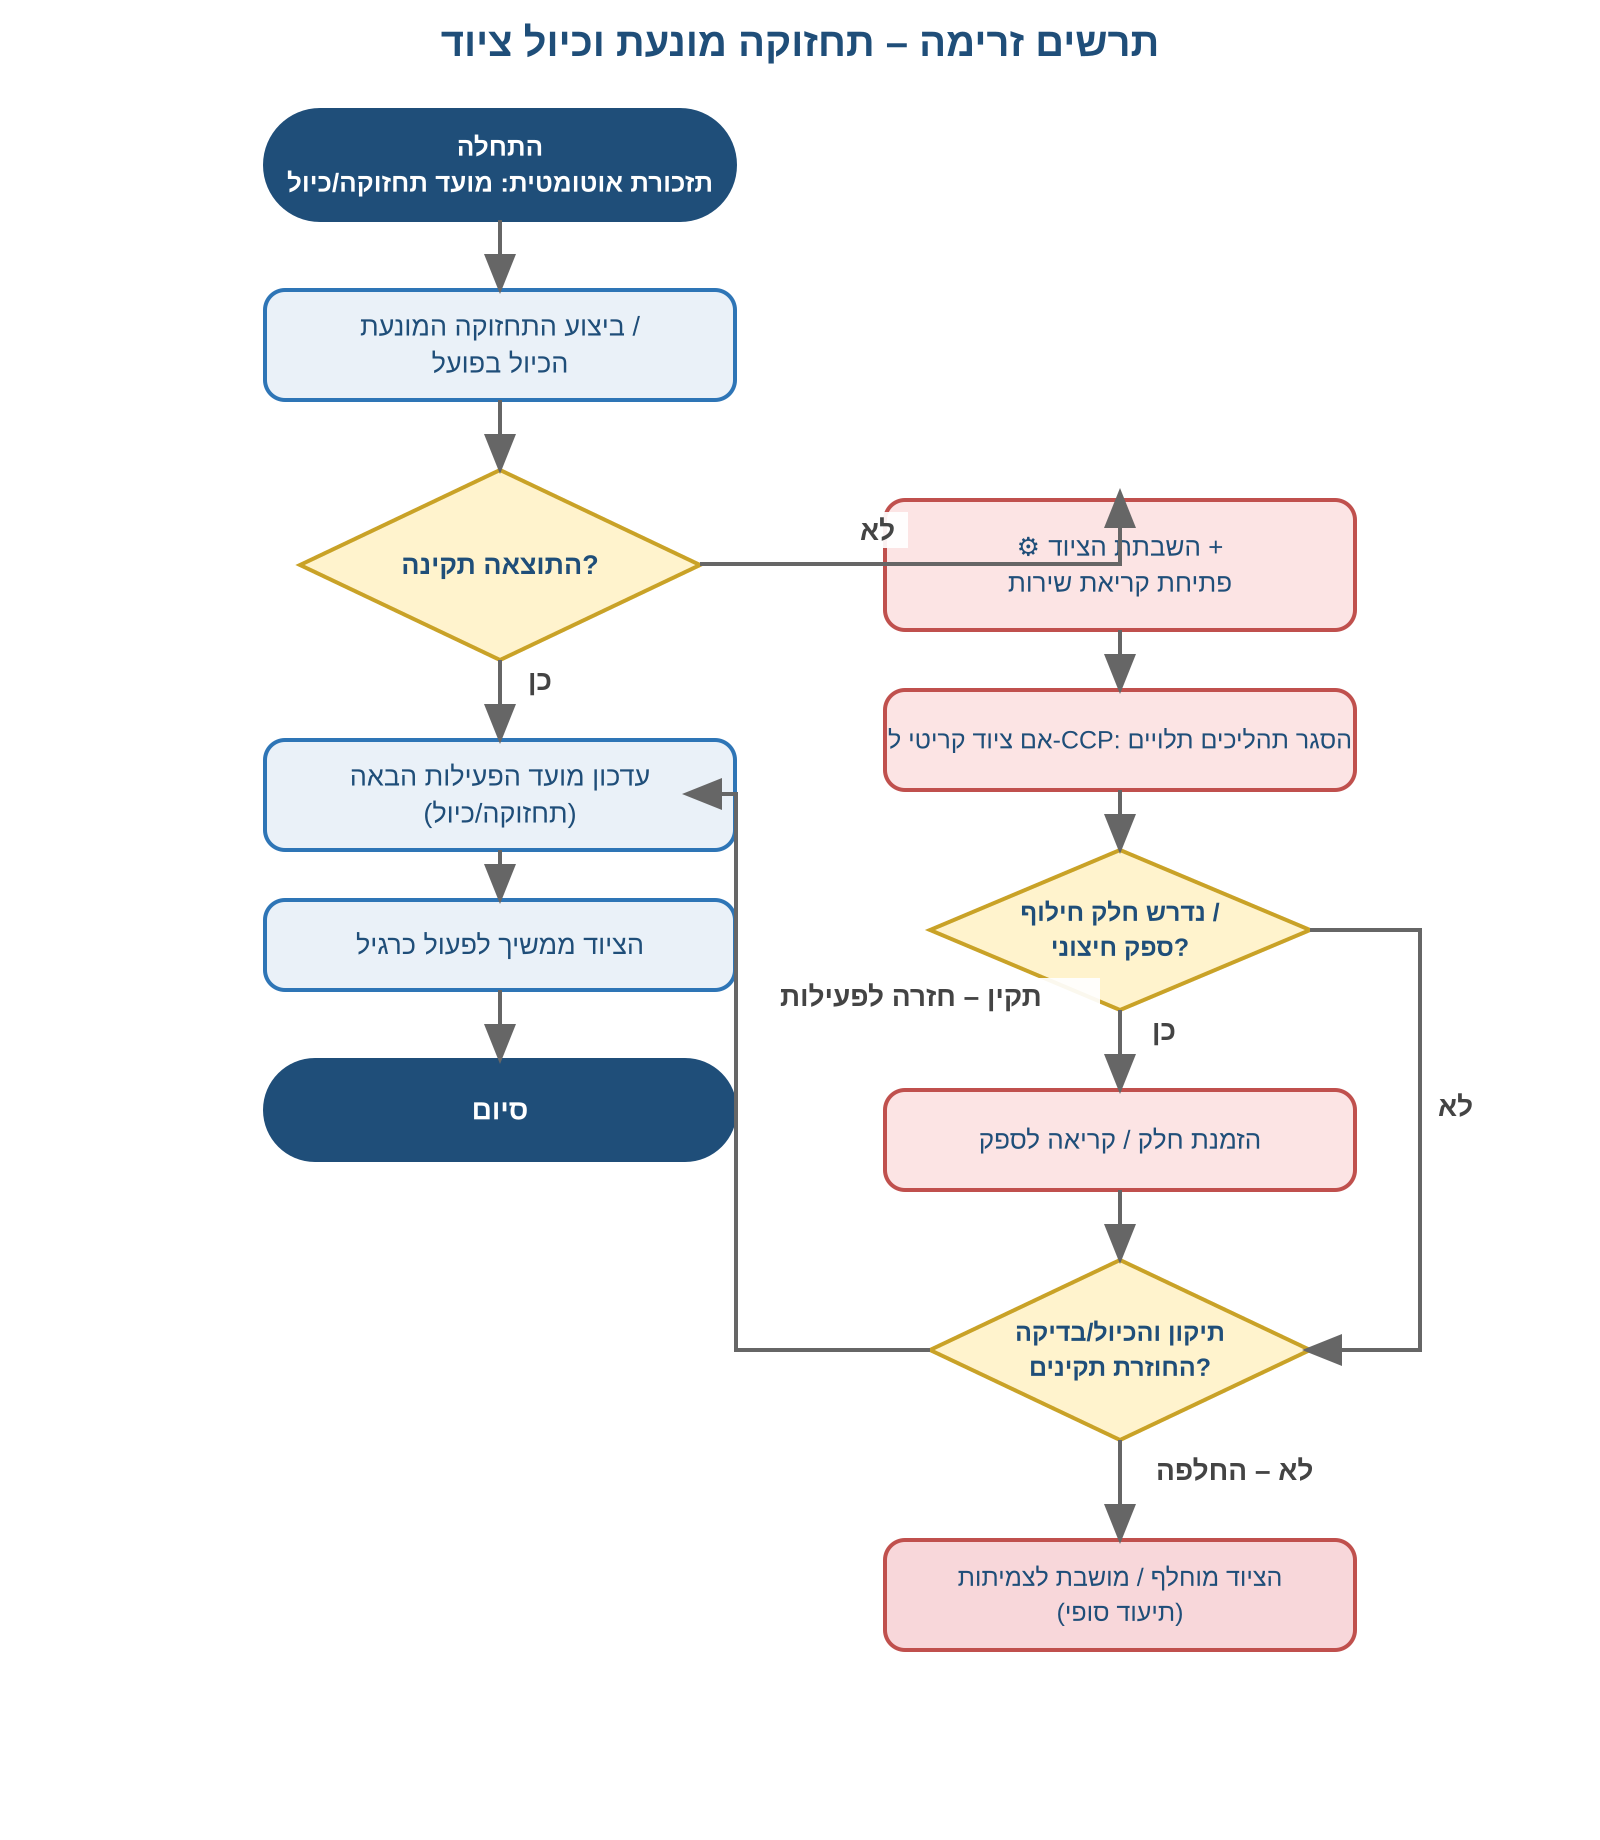 תרשים זרימה – תחזוקה מונעת וכיול ציוד
התחלה
תזכורת אוטומטית: מועד תחזוקה/כיול
ביצוע התחזוקה המונעת /
הכיול בפועל
התוצאה תקינה?
לא
⚙ השבתת הציוד +
פתיחת קריאת שירות
כן
אם ציוד קריטי ל-CCP: הסגר תהליכים תלויים
עדכון מועד הפעילות הבאה
(תחזוקה/כיול)
הציוד ממשיך לפעול כרגיל
סיום
נדרש חלק חילוף /
ספק חיצוני?
תקין – חזרה לפעילות
כן
לא
הזמנת חלק / קריאה לספק
תיקון והכיול/בדיקה
החוזרת תקינים?
לא – החלפה
הציוד מוחלף / מושבת לצמיתות
(תיעוד סופי)